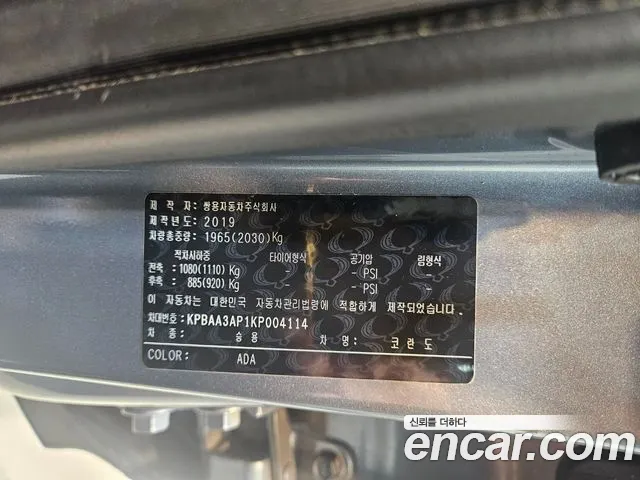 제 작 자: 쌍용자동차주식회사
제작년도: 2019
차량총중량: 1965(2030)Kg
적차시하중 타이어형식 공기압 림형식
전축 = 1080(1110) Kg - - PSI -
후축 = 885(920) Kg - - PSI -
이 자동차는 대한민국 자동차관리법령에 적합하게 제작되었습니다.
차대번호: KPBAA3AP1KP004114
차 종: 승용 차 명: 코란도
COLOR: ADA
신뢰를 더하다
encar.com